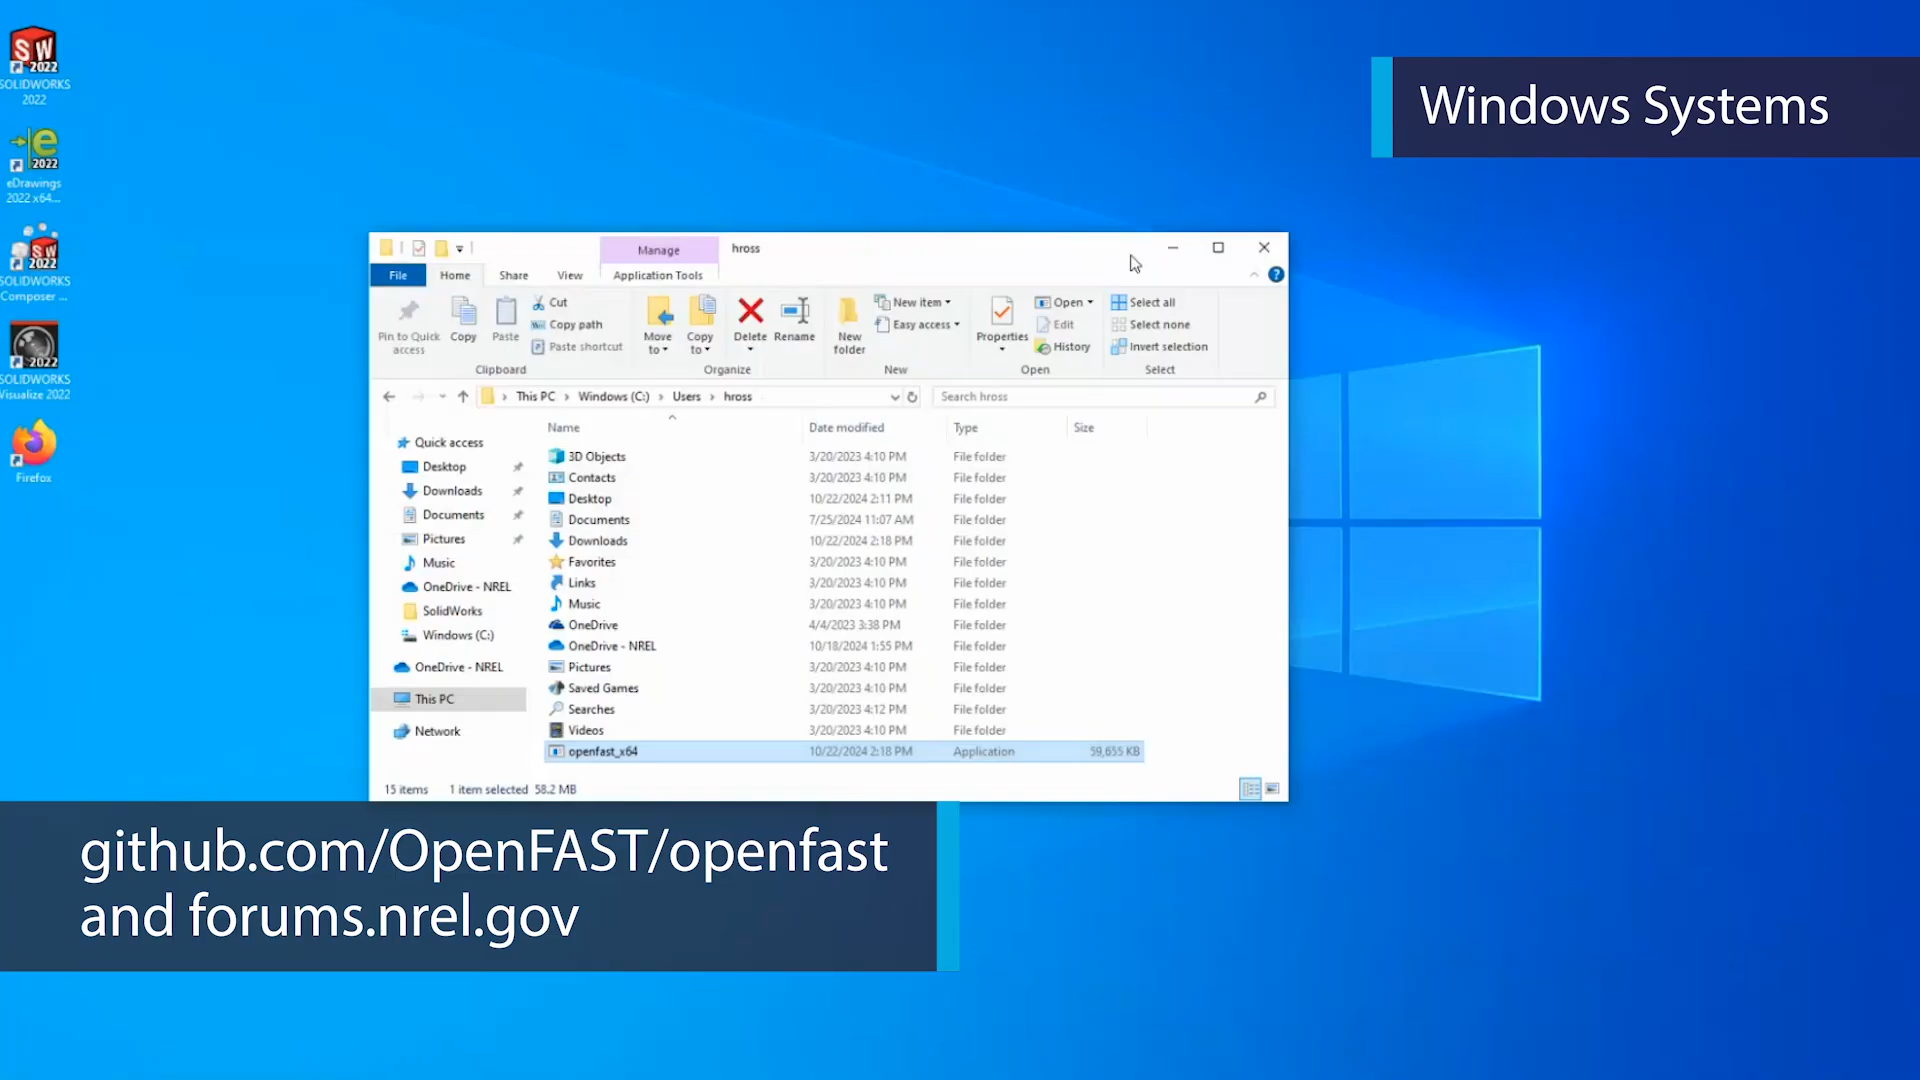 SW
2022
SOLIDWORKS
2022
e
2022
eDrawings
2022 x64...
SW
2022
SOLIDWORKS
Composer ...
2022
SOLIDWORKS
Visualize 2022
Firefox
Windows Systems
Manage
hross
File
Home
Share
View
Application Tools
Pin to Quick
access
Copy
Paste
Cut
Copy path
Paste shortcut
Clipboard
Move
to
Copy
to
Delete
Rename
Organize
New
folder
New item
Easy access
New
Properties
Open
Edit
History
Open
Select all
Select none
Invert selection
Select
This PC > Windows (C:) > Users > hross
Search hross
Name Date modified Type Size
Quick access
Desktop
Downloads
Documents
Pictures
Music
OneDrive - NREL
SolidWorks
Windows (C:)
OneDrive - NREL
This PC
Network
3D Objects 3/20/2023 4:10 PM File folder
Contacts 3/20/2023 4:10 PM File folder
Desktop 10/22/2024 2:11 PM File folder
Documents 7/25/2024 11:07 AM File folder
Downloads 10/22/2024 2:18 PM File folder
Favorites 3/20/2023 4:10 PM File folder
Links 3/20/2023 4:10 PM File folder
Music 3/20/2023 4:10 PM File folder
OneDrive 4/4/2023 3:38 PM File folder
OneDrive - NREL 10/18/2024 1:55 PM File folder
Pictures 3/20/2023 4:10 PM File folder
Saved Games 3/20/2023 4:10 PM File folder
Searches 3/20/2023 4:12 PM File folder
Videos 3/20/2023 4:10 PM File folder
openfast_x64 10/22/2024 2:18 PM Application 59,655 KB
15 items 1 item selected 58.2 MB
github.com/OpenFAST/openfast
and forums.nrel.gov